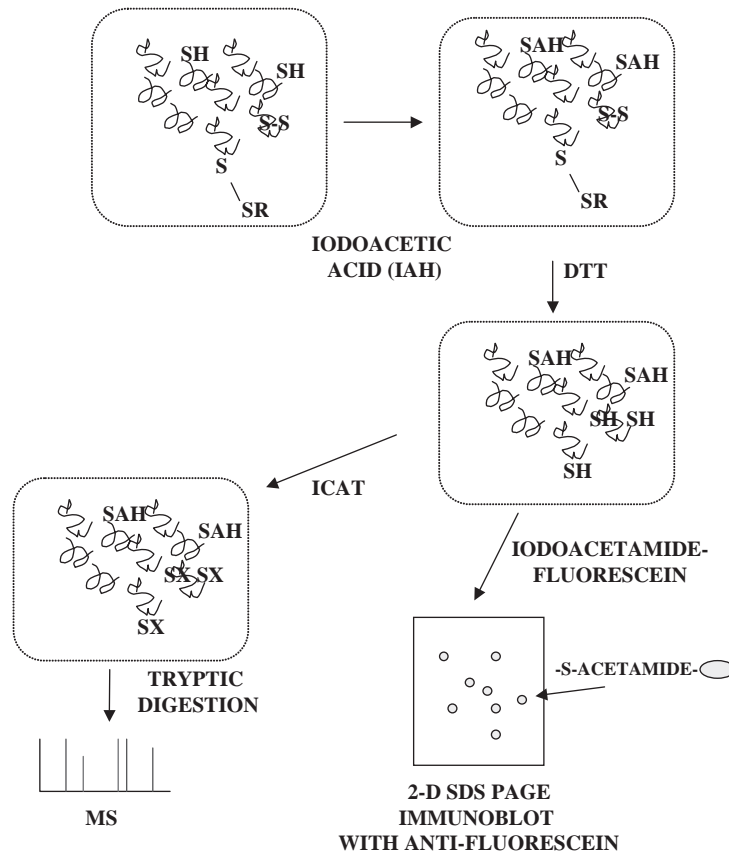 SH
SH
S-S
S
SR
SAH
SAH
S-S
S
SR
IODOACETIC
ACID (IAH)
DTT
SAH
SAH
SH SH
SH
ICAT
IODOACETAMIDE-
FLUORESCEIN
SAH
SAH
SX SX
SX
TRYPTIC
DIGESTION
MS
-S-ACETAMIDE-
2-D SDS PAGE
IMMUNOBLOT
WITH ANTI-FLUORESCEIN